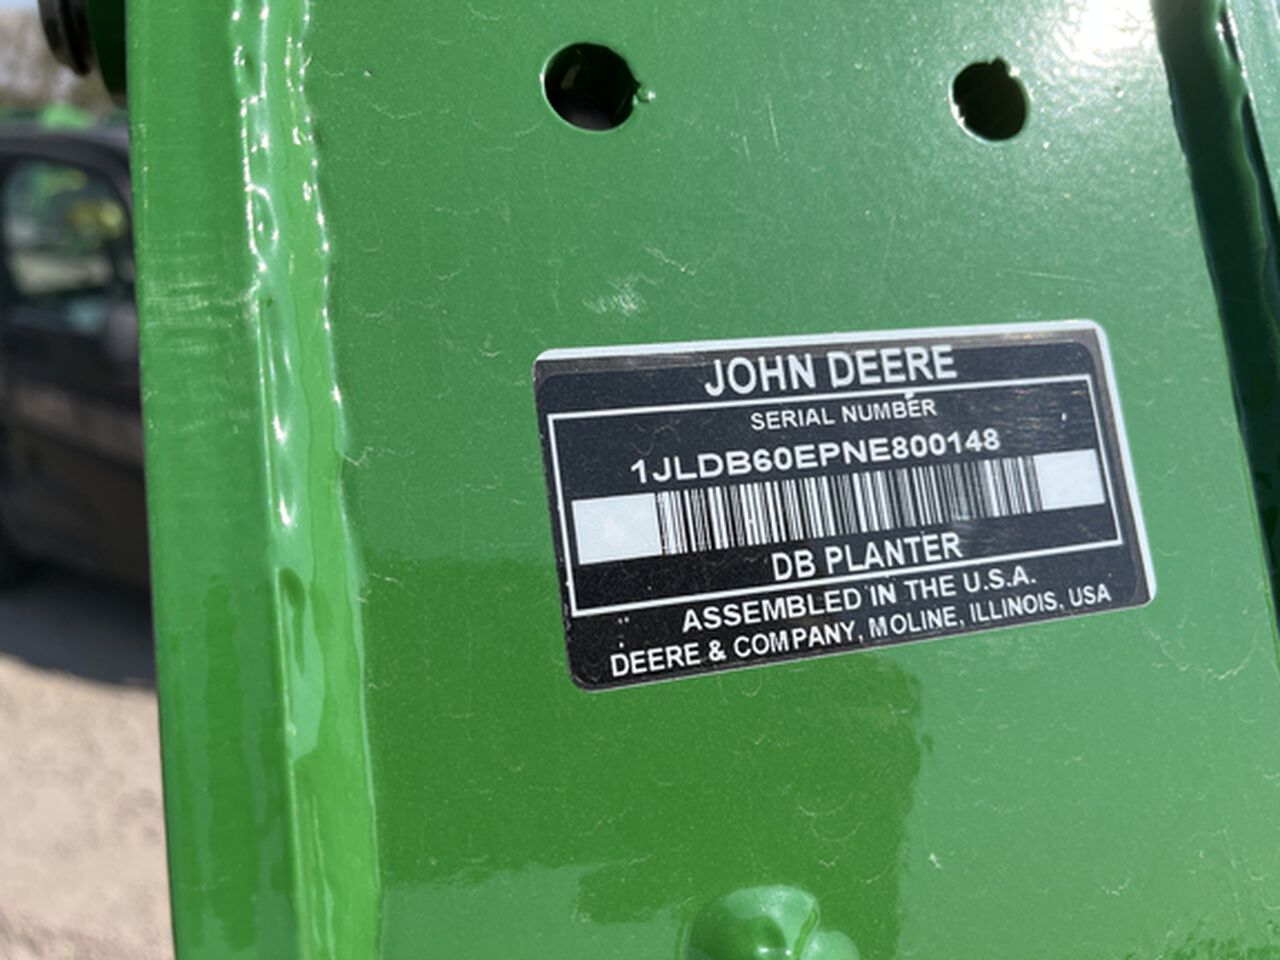 JOHN DEERE
SERIAL NUMBER
1JLDB60EPNE800148
DB PLANTER
ASSEMBLED IN THE U.S.A.
DEERE & COMPANY, MOLINE, ILLINOIS, USA